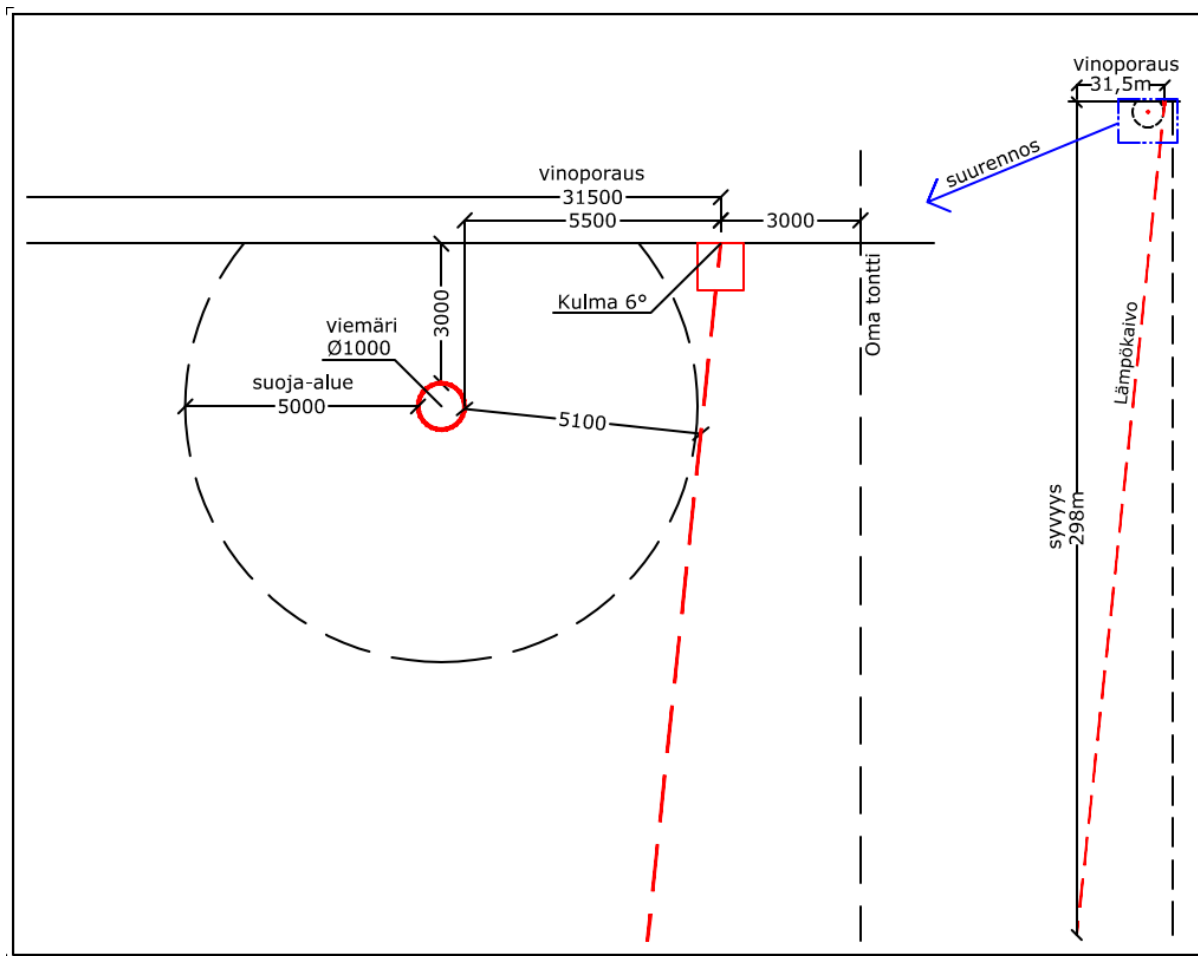 vinoporaus
31500
5500
3000
Kulma 6°
Oma tontti
3000
viemäri
Ø1000
suoja-alue
5000
5100
suurennos
vinoporaus
31,5m
Lämpökaivo
syvyys
298m